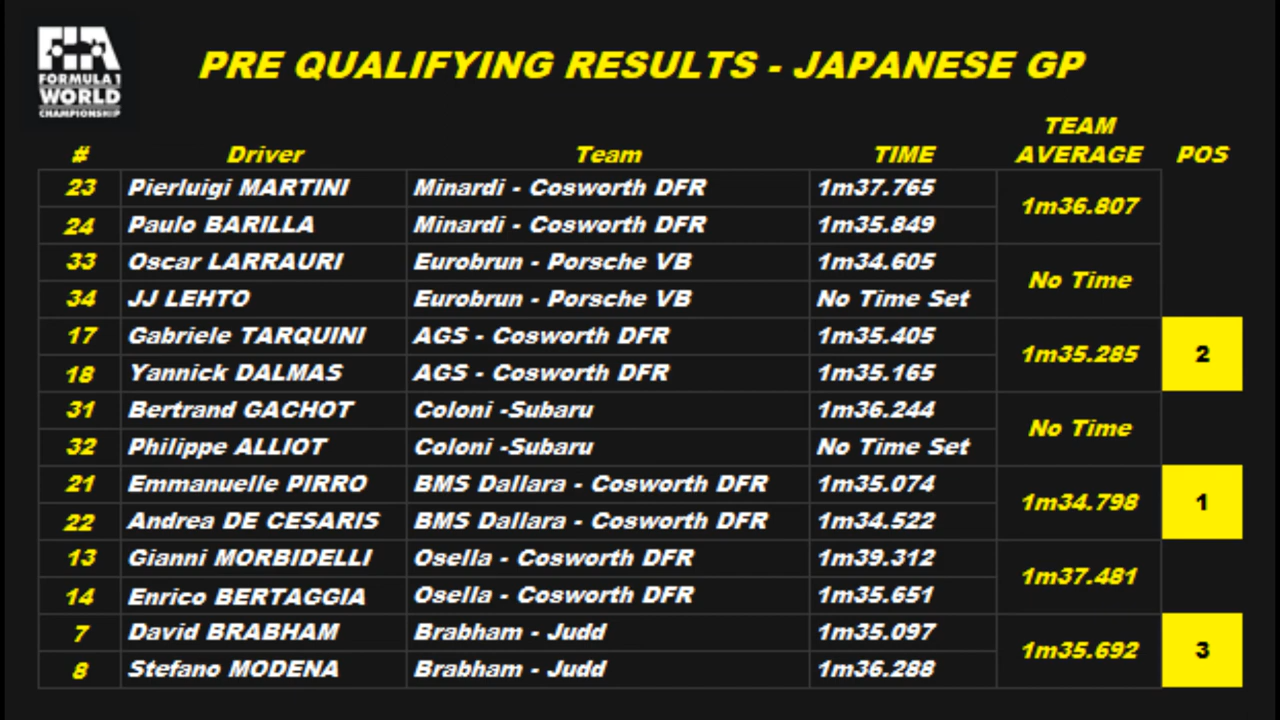 FIA
FORMULA 1
WORLD
CHAMPIONSHIP
PRE QUALIFYING RESULTS - JAPANESE GP
# Driver Team TIME TEAM AVERAGE POS
23 Pierluigi MARTINI Minardi - Cosworth DFR 1m37.765 1m36.807
24 Paulo BARILLA Minardi - Cosworth DFR 1m35.849
33 Oscar LARRAURI Eurobrun - Porsche VB 1m34.605 No Time
34 JJ LEHTO Eurobrun - Porsche VB No Time Set
17 Gabriele TARQUINI AGS - Cosworth DFR 1m35.405 1m35.285 2
18 Yannick DALMAS AGS - Cosworth DFR 1m35.165
31 Bertrand GACHOT Coloni -Subaru 1m36.244 No Time
32 Philippe ALLIOT Coloni -Subaru No Time Set
21 Emmanuelle PIRRO BMS Dallara - Cosworth DFR 1m35.074 1m34.798 1
22 Andrea DE CESARIS BMS Dallara - Cosworth DFR 1m34.522
13 Gianni MORBIDELLI Osella - Cosworth DFR 1m39.312 1m37.481
14 Enrico BERTAGGIA Osella - Cosworth DFR 1m35.651
7 David BRABHAM Brabham - Judd 1m35.097 1m35.692 3
8 Stefano MODENA Brabham - Judd 1m36.288